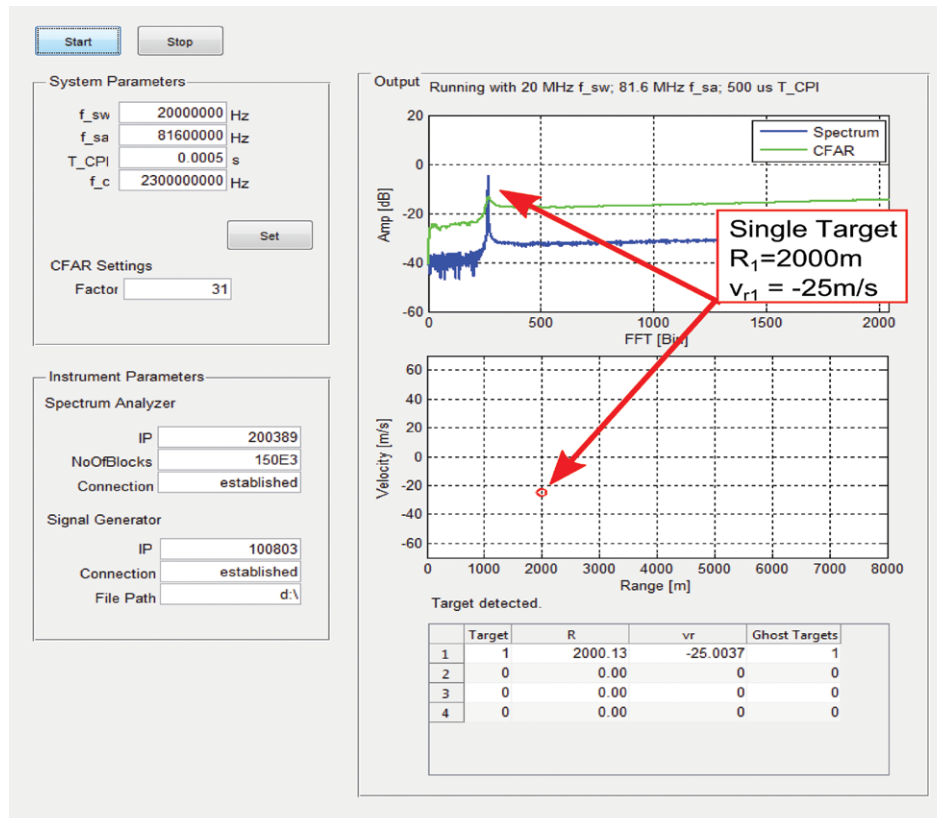 Start Stop
System Parameters
f_sw 20000000 Hz
f_sa 81600000 Hz
T_CPI 0.0005 s
f_c 2300000000 Hz
Set
CFAR Settings
Factor 31
Instrument Parameters
Spectrum Analyzer
IP 200389
NoOfBlocks 150E3
Connection established
Signal Generator
IP 100803
Connection established
File Path d:\
Output Running with 20 MHz f_sw; 81.6 MHz f_sa; 500 us T_CPI
20
0
-20
-40
-60
Amp [dB]
Spectrum
CFAR
Single Target
R1=2000m
vr1 = -25m/s
0 500 1000 1500 2000
FFT [Bin]
60
40
20
0
-20
-40
-60
Velocity [m/s]
0 1000 2000 3000 4000 5000 6000 7000 8000
Range [m]
Target detected.
Target R vr Ghost Targets
1 1 2000.13 -25.0037 1
2 0 0.00 0 0
3 0 0.00 0 0
4 0 0.00 0 0